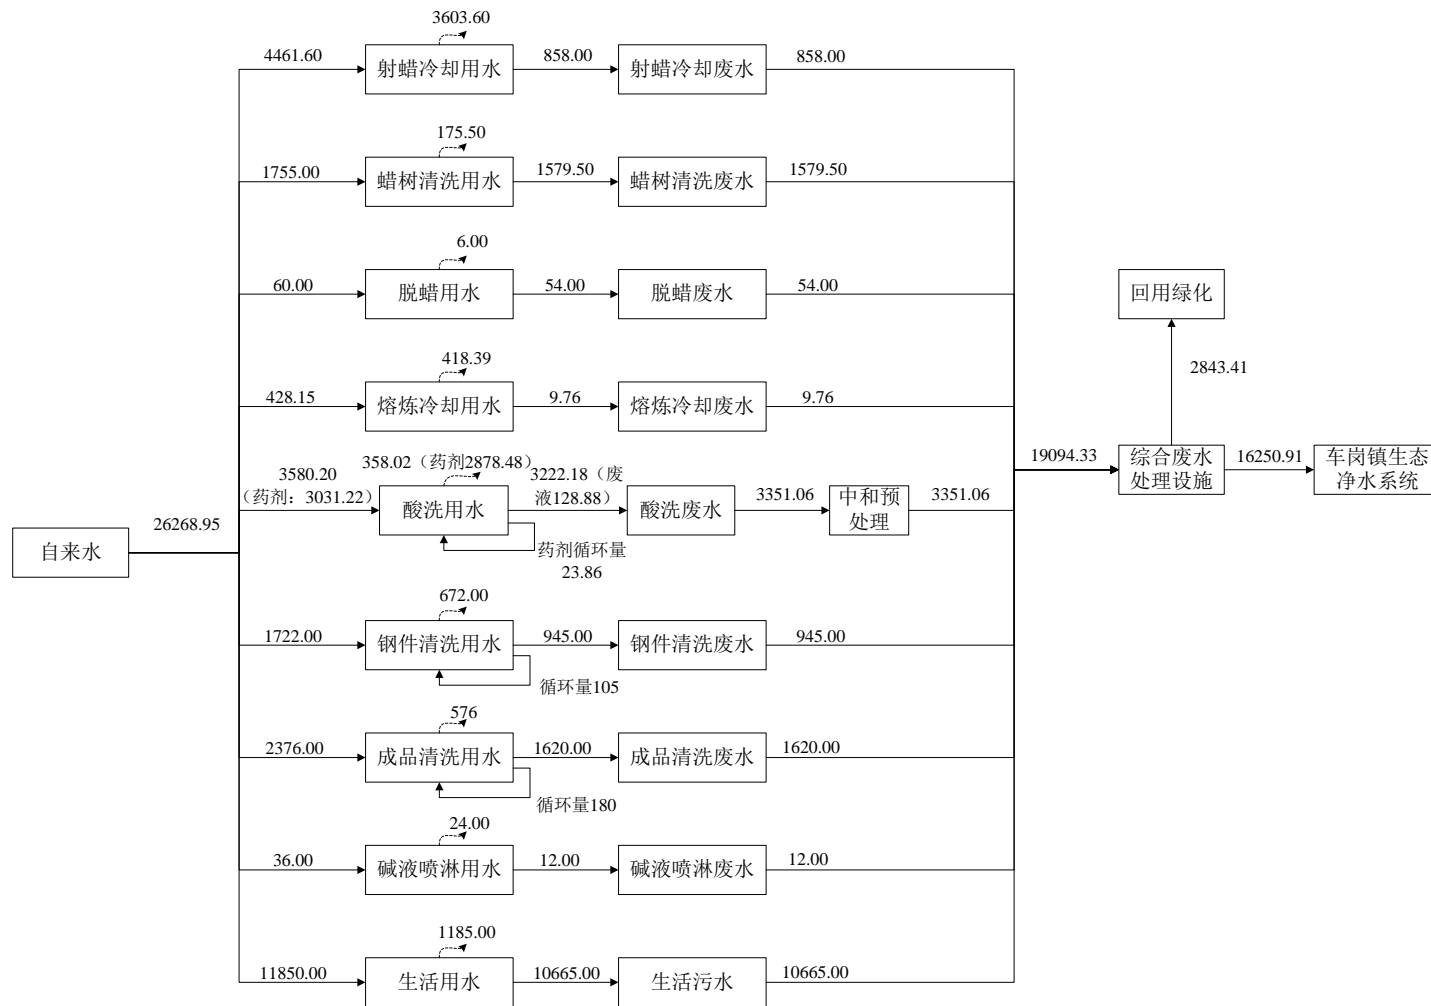 3603.60
4461.60
射蜡冷却用水
858.00
射蜡冷却废水
858.00
175.50
1755.00
蜡树清洗用水
1579.50
蜡树清洗废水
1579.50
6.00
60.00
脱蜡用水
54.00
脱蜡废水
54.00
回用绿化
2843.41
418.39
428.15
熔炼冷却用水
9.76
熔炼冷却废水
9.76
3580.20
(药剂：3031.22）
358.02（药剂2878.48）
酸洗用水
3222.18（废
液128.88）
酸洗废水
3351.06
中和预
处理
3351.06
药剂循环量
23.86
19094.33
综合废水
处理设施
16250.91
车岗镇生态
净水系统
自来水
26268.95
672.00
1722.00
钢件清洗用水
945.00
钢件清洗废水
945.00
循环量105
576
2376.00
成品清洗用水
1620.00
成品清洗废水
1620.00
循环量180
24.00
36.00
碱液喷淋用水
12.00
碱液喷淋废水
12.00
1185.00
11850.00
生活用水
10665.00
生活污水
10665.00